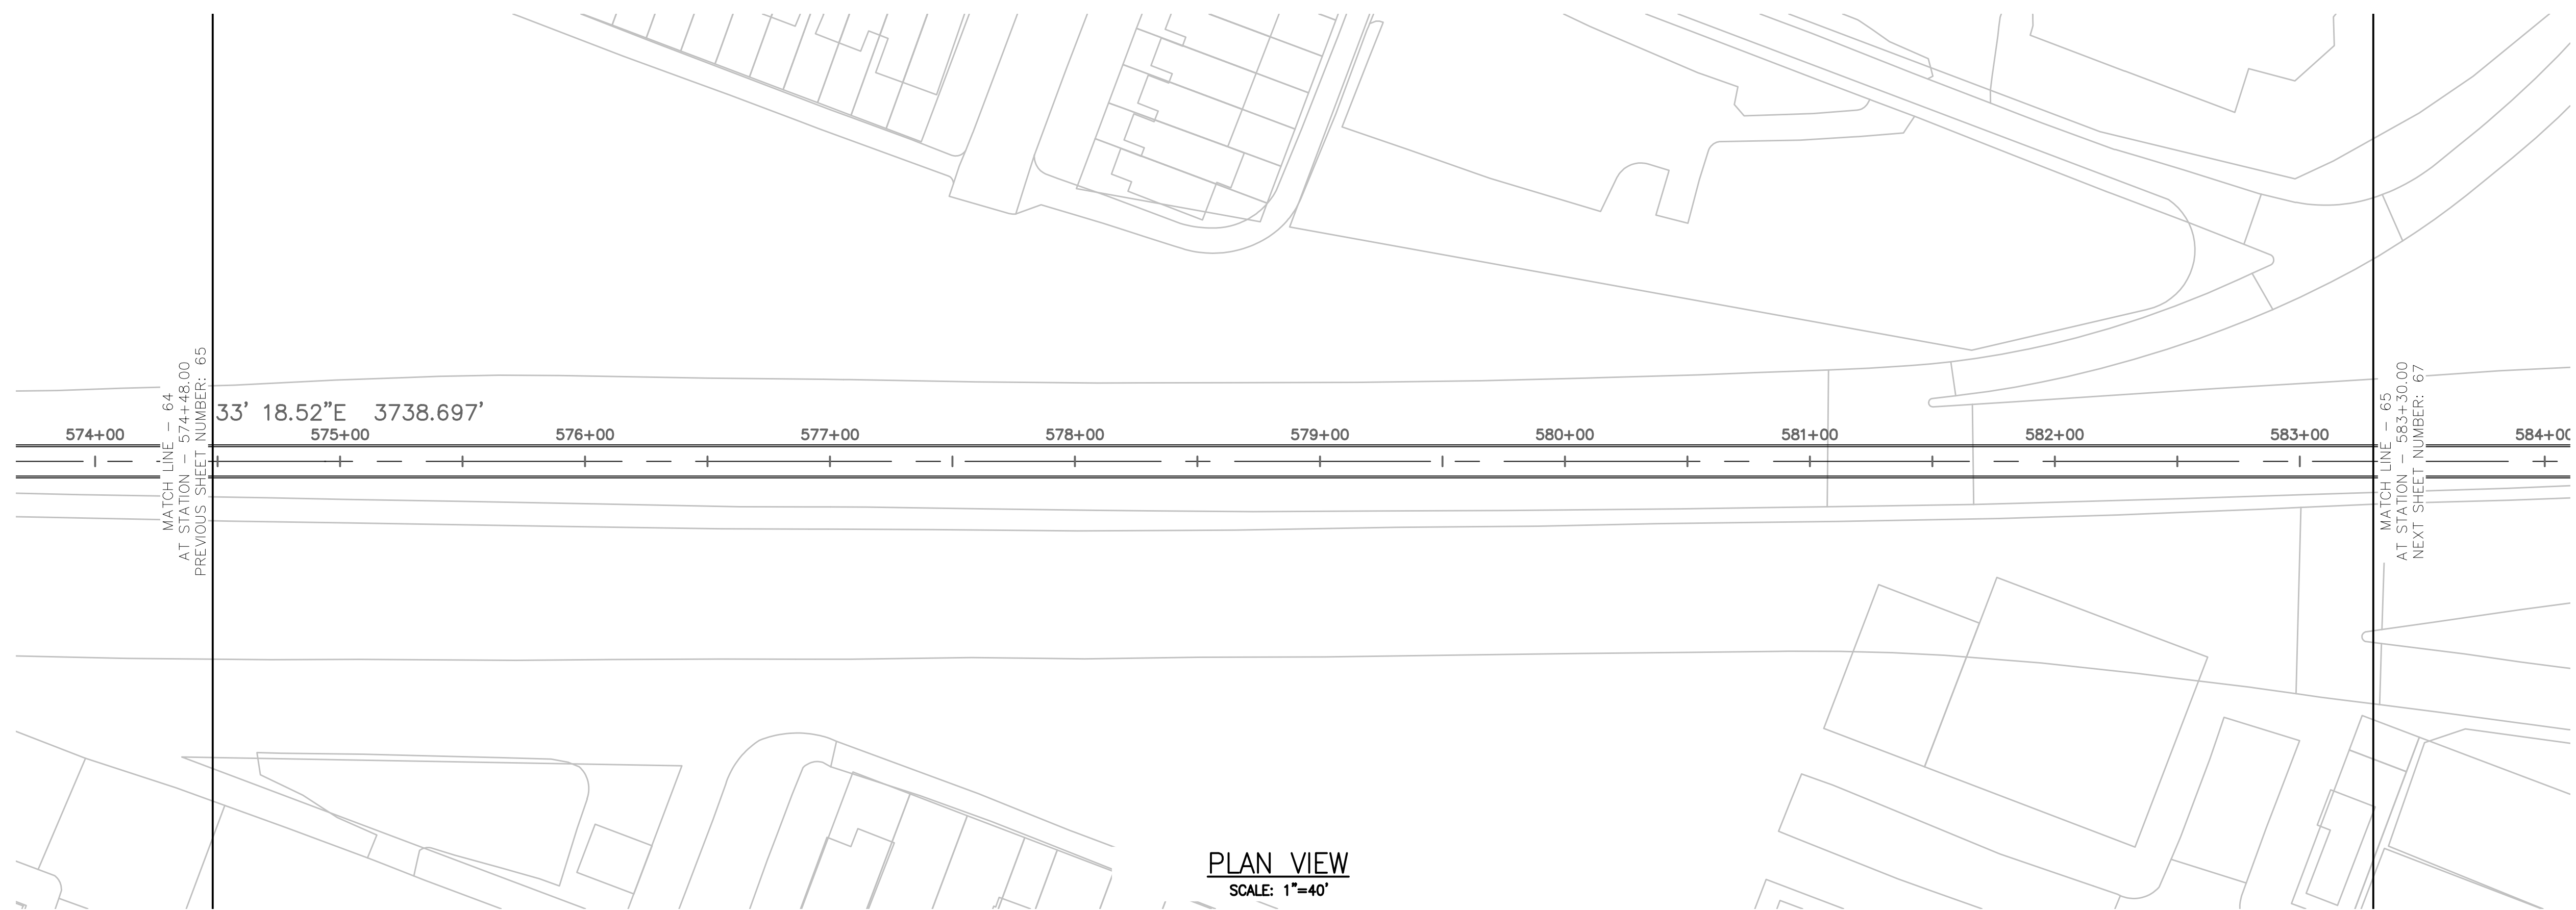 MATCH LINE - 64
AT STATION - 574+48.00
PREVIOUS SHEET NUMBER: 65
33' 18.52"E 3738.697'
574+00 575+00 576+00 577+00 578+00 579+00 580+00 581+00 582+00 583+00 584+00
MATCH LINE - 65
AT STATION - 583+30.00
NEXT SHEET NUMBER: 67
PLAN VIEW
SCALE: 1"=40'